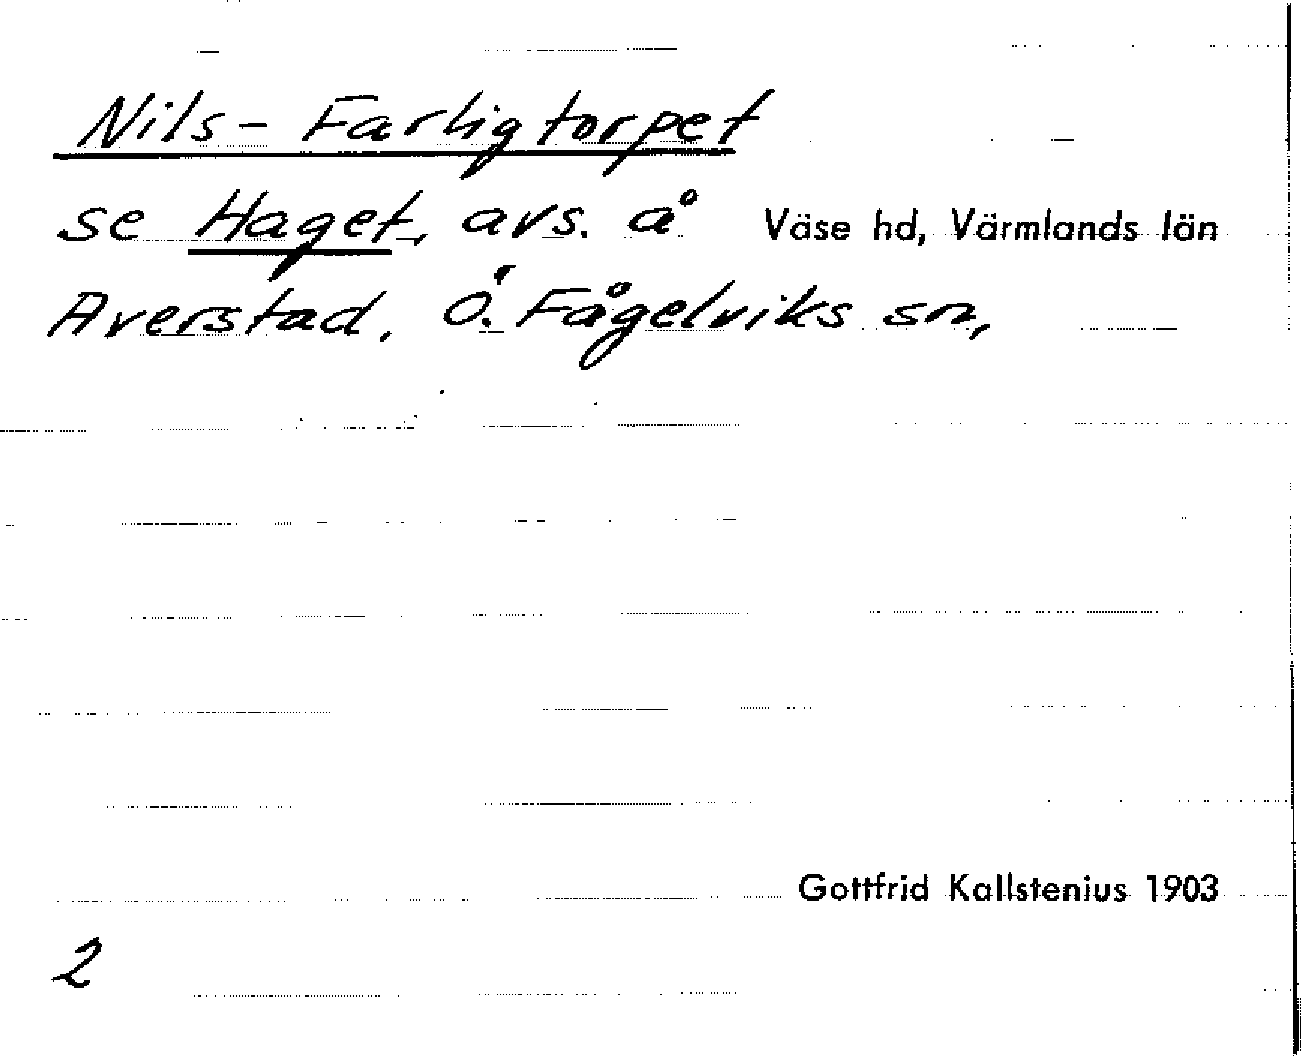 Nils-Farligtorpet
se Haget, avs. å Väse hd, Värmlands län
Averstad, Ö. Fågelviks sn,
Gottfrid Kallstenius 1903
2